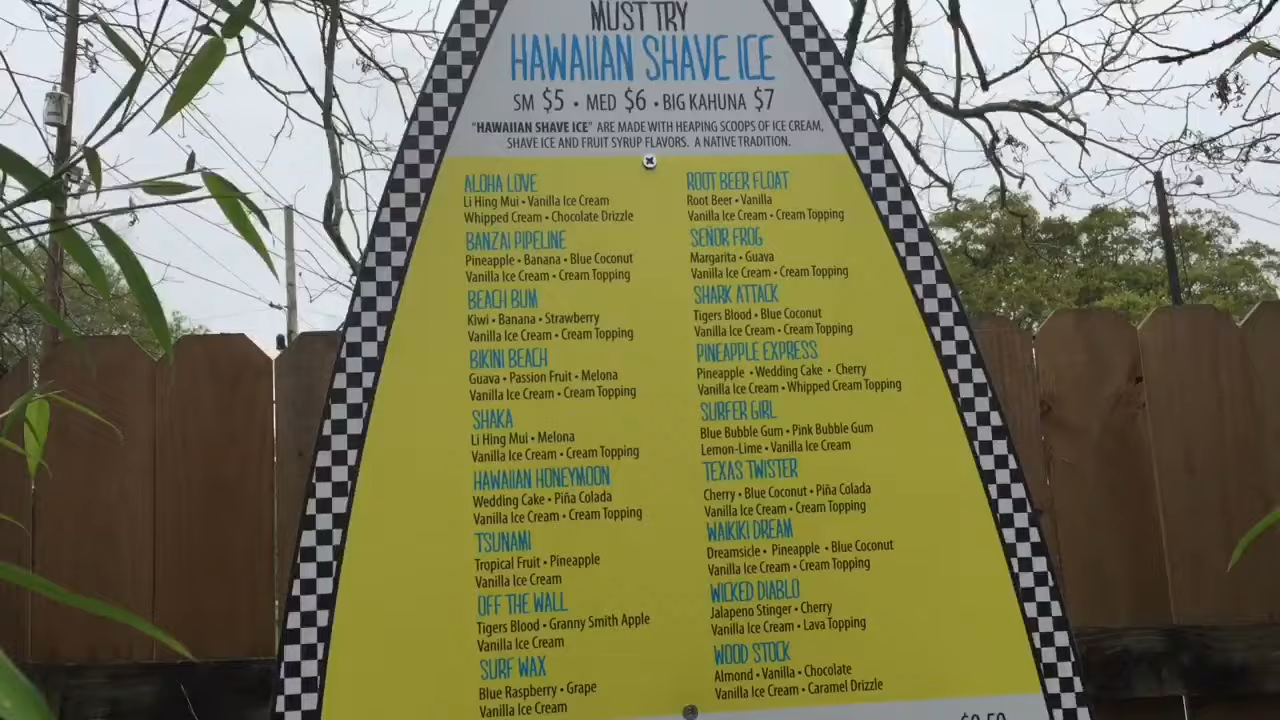 MUST TRY
HAWAIIAN SHAVE ICE
SM $5 • MED $6 • BIG KAHUNA $7
"HAWAIIAN SHAVE ICE" ARE MADE WITH HEAPING SCOOPS OF ICE CREAM,
SHAVE ICE AND FRUIT SYRUP FLAVORS. A NATIVE TRADITION.
ALOHA LOVE
Li Hing Mui • Vanilla Ice Cream
Whipped Cream • Chocolate Drizzle
BANZAI PIPELINE
Pineapple • Banana • Blue Coconut
Vanilla Ice Cream • Cream Topping
BEACH BUM
Kiwi • Banana • Strawberry
Vanilla Ice Cream • Cream Topping
BIKINI BEACH
Guava • Passion Fruit • Melona
Vanilla Ice Cream • Cream Topping
SHAKA
Li Hing Mui • Melona
Vanilla Ice Cream • Cream Topping
HAWAIIAN HONEYMOON
Wedding Cake • Piña Colada
Vanilla Ice Cream • Cream Topping
TSUNAMI
Tropical Fruit • Pineapple
Vanilla Ice Cream
OFF THE WALL
Tigers Blood • Granny Smith Apple
Vanilla Ice Cream
SURF WAX
Blue Raspberry • Grape
Vanilla Ice Cream
ROOT BEER FLOAT
Root Beer • Vanilla
Vanilla Ice Cream • Cream Topping
SEÑOR FROG
Margarita • Guava
Vanilla Ice Cream • Cream Topping
SHARK ATTACK
Tigers Blood • Blue Coconut
Vanilla Ice Cream • Cream Topping
PINEAPPLE EXPRESS
Pineapple • Wedding Cake • Cherry
Vanilla Ice Cream • Whipped Cream Topping
SURFER GIRL
Blue Bubble Gum • Pink Bubble Gum
Lemon-Lime • Vanilla Ice Cream
TEXAS TWISTER
Cherry • Blue Coconut • Piña Colada
Vanilla Ice Cream • Cream Topping
WAIKIKI DREAM
Dreamsicle • Pineapple • Blue Coconut
Vanilla Ice Cream • Cream Topping
WICKED DIABLO
Jalapeno Stinger • Cherry
Vanilla Ice Cream • Lava Topping
WOOD STOCK
Almond • Vanilla • Chocolate
Vanilla Ice Cream • Caramel Drizzle